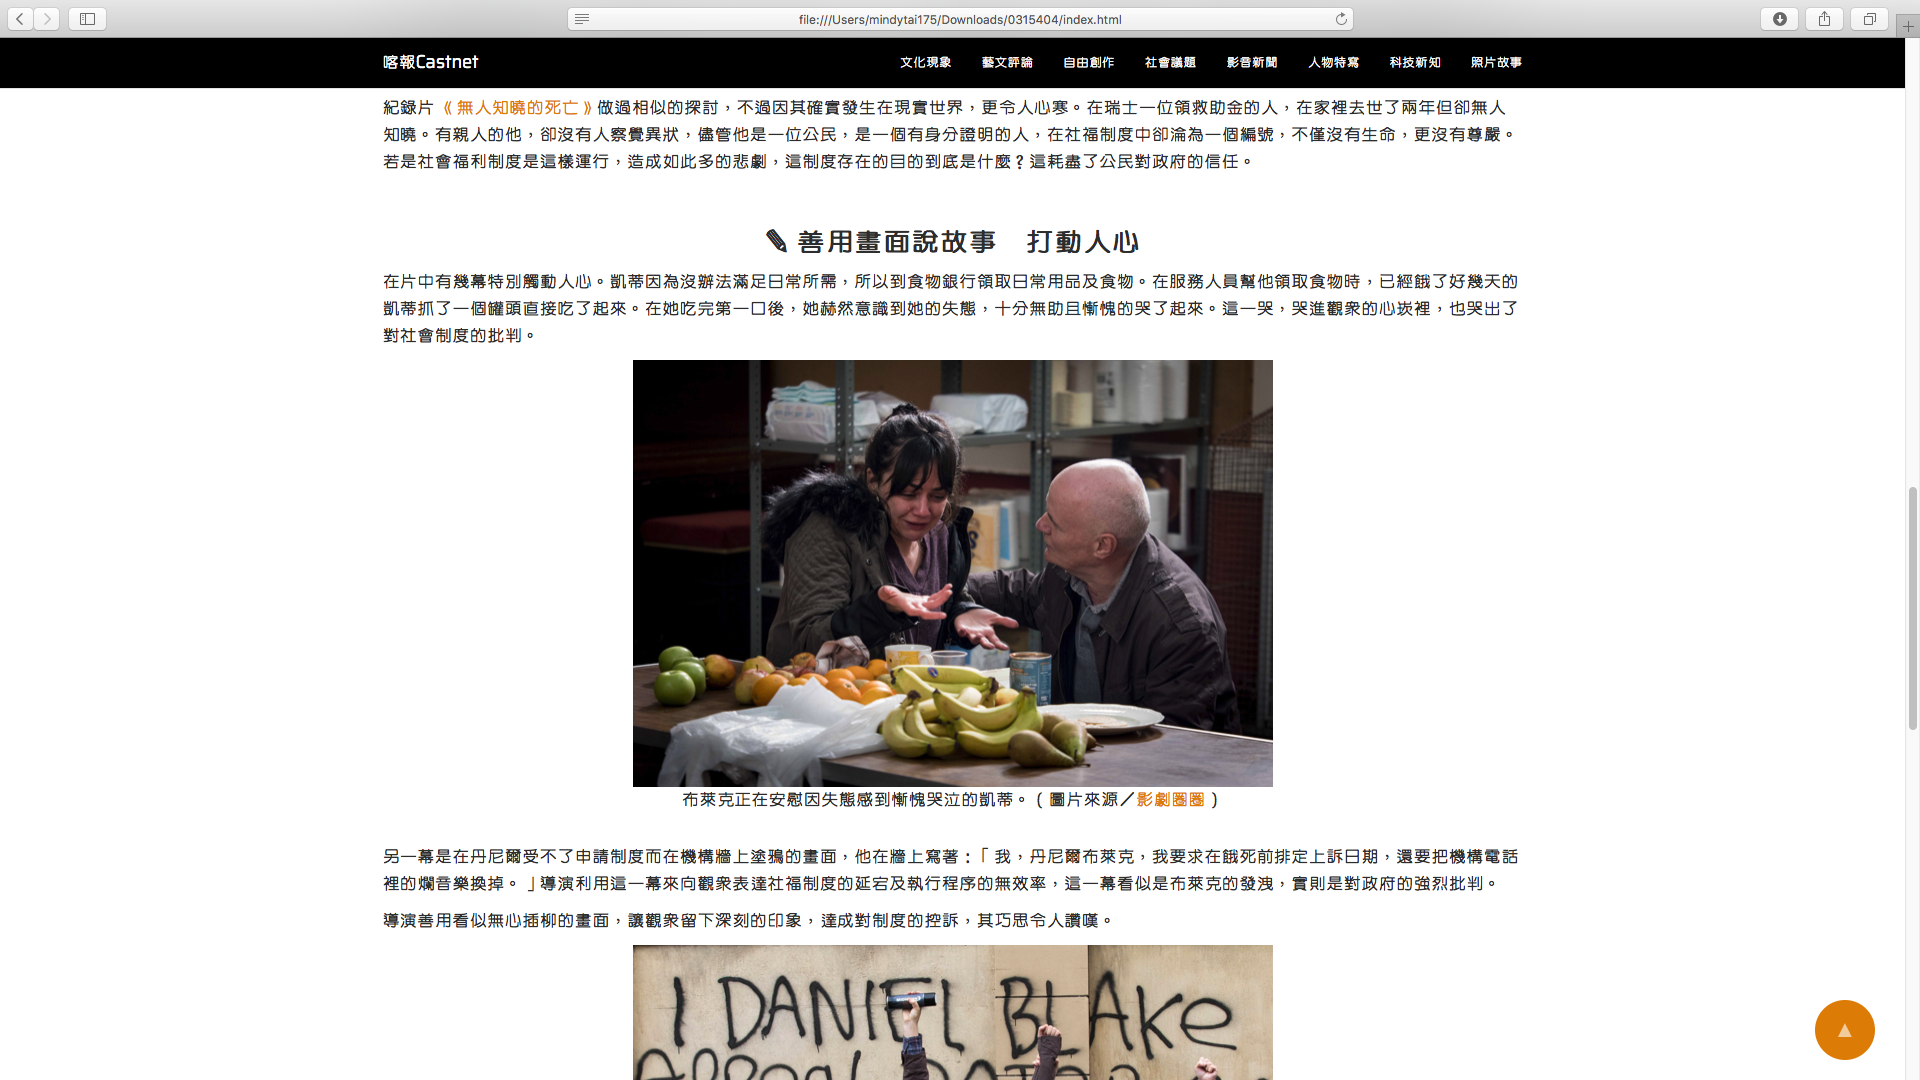 file:///Users/mindytai175/Downloads/0315404/index.html
喀報Castnet
文化現象 藝文評論 自由創作 社會議題 影音新聞 人物特寫 科技新知 照片故事
紀錄片《無人知曉的死亡》做過相似的探討，不過因其確實發生在現實世界，更令人心寒。在瑞士一位領救助金的人，在家裡去世了兩年但卻無人
知曉。有親人的他，卻沒有人察覺異狀，儘管他是一位公民，是一個有身分證明的人，在社福制度中卻淪為一個編號，不僅沒有生命，更沒有尊嚴。
若是社會福利制度是這樣運行，造成如此多的悲劇，這制度存在的目的到底是什麼？這耗盡了公民對政府的信任。
✎ 善用畫面說故事　打動人心
在片中有幾幕特別觸動人心。凱蒂因為沒辦法滿足日常所需，所以到食物銀行領取日常用品及食物。在服務人員幫他領取食物時，已經餓了好幾天的
凱蒂抓了一個罐頭直接吃了起來。在她吃完第一口後，她赫然意識到她的失態，十分無助且慚愧的哭了起來。這一哭，哭進觀眾的心崁裡，也哭出了
對社會制度的批判。
布萊克正在安慰因失態感到慚愧哭泣的凱蒂。（圖片來源／影劇圈圈）
另一幕是在丹尼爾受不了申請制度而在機構牆上塗鴉的畫面，他在牆上寫著：「我，丹尼爾布萊克，我要求在餓死前排定上訴日期，還要把機構電話
裡的爛音樂換掉。」導演利用這一幕來向觀眾表達社福制度的延宕及執行程序的無效率，這一幕看似是布萊克的發洩，實則是對政府的強烈批判。
導演善用看似無心插柳的畫面，讓觀眾留下深刻的印象，達成對制度的控訴，其巧思令人讚嘆。
I DANIEL BLAKE
▲